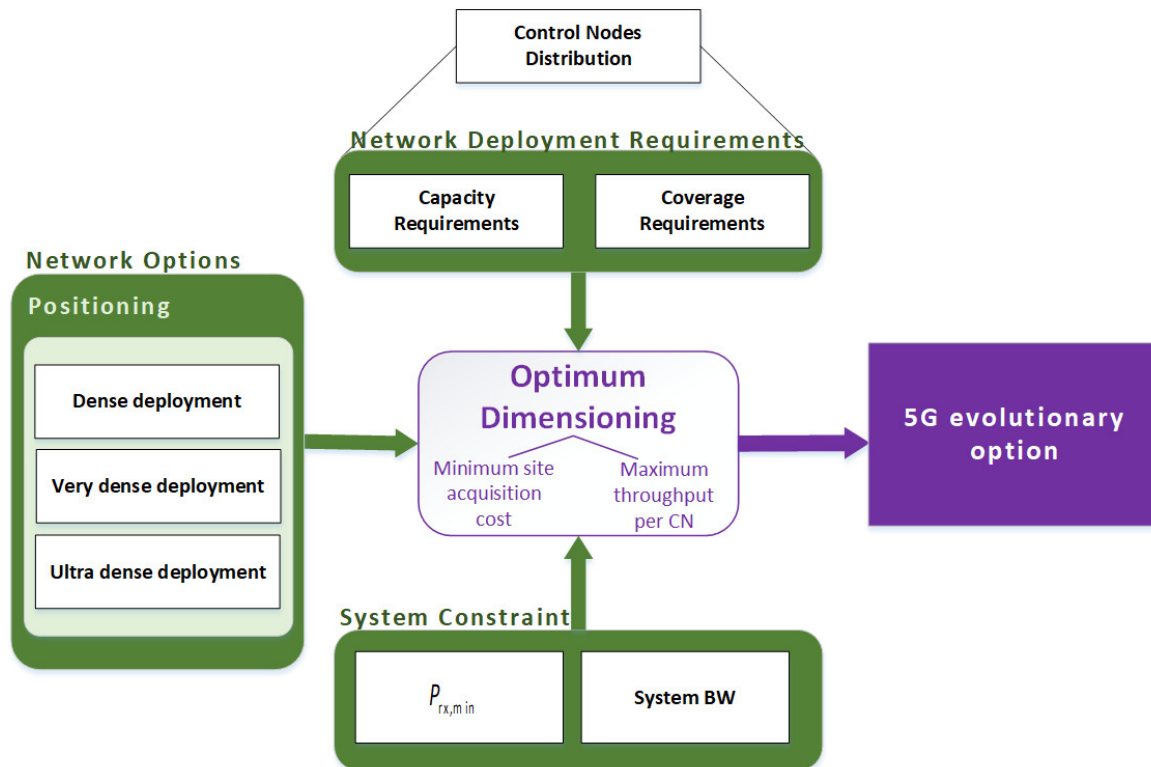 Control Nodes
Distribution
Network Deployment Requirements
Capacity
Requirements
Coverage
Requirements
Network Options
Positioning
Dense deployment
Very dense deployment
Ultra dense deployment
Optimum
Dimensioning
Minimum site
acquisition
cost
Maximum
throughput
per CN
5G evolutionary
option
System Constraint
P rx,min
System BW